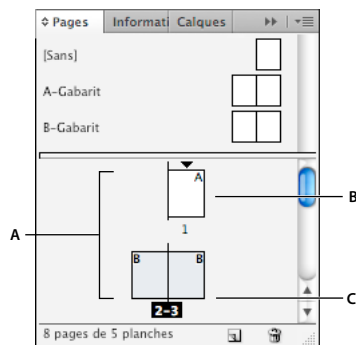 Pages Informati Calques
[Sans]
A-Gabarit
B-Gabarit
A
A
B
1
B B
C
2-3
8 pages de 5 planches